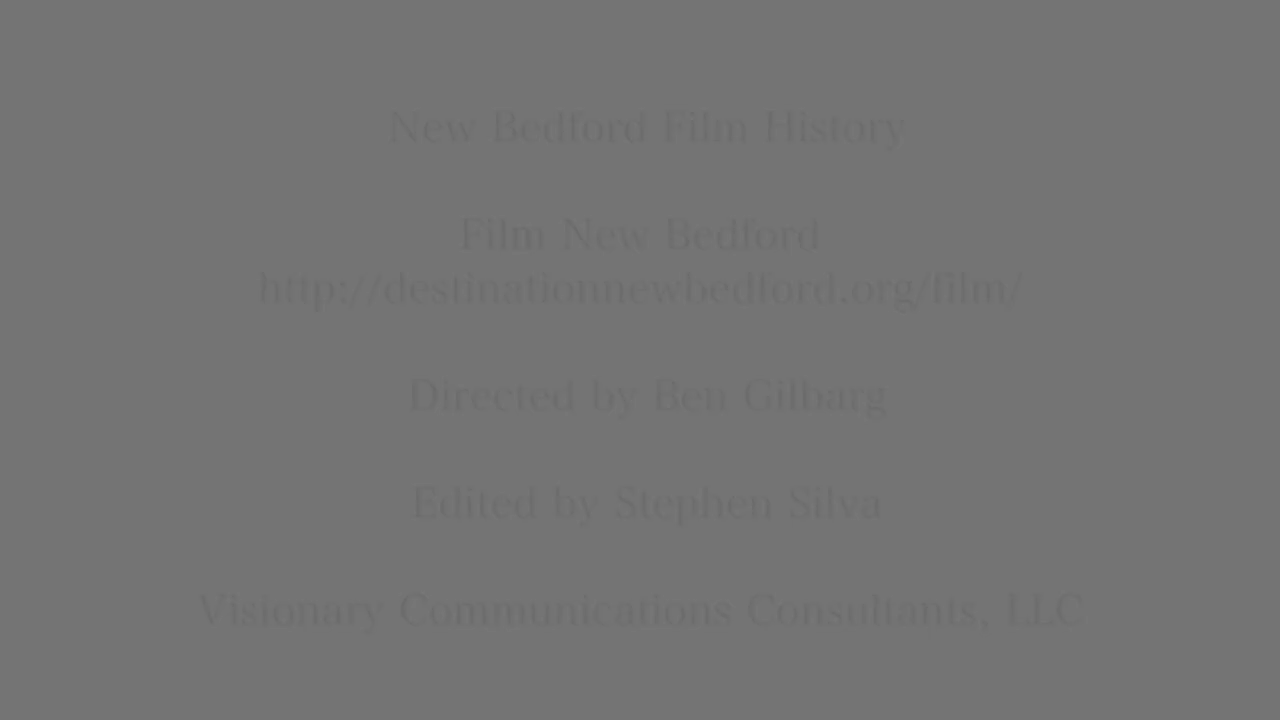 New Bedford Film History
Film New Bedford
http://destinationnewbedford.org/film/
Directed by Ben Gilbarg
Edited by Stephen Silva
Visionary Communications Consultants, LLC